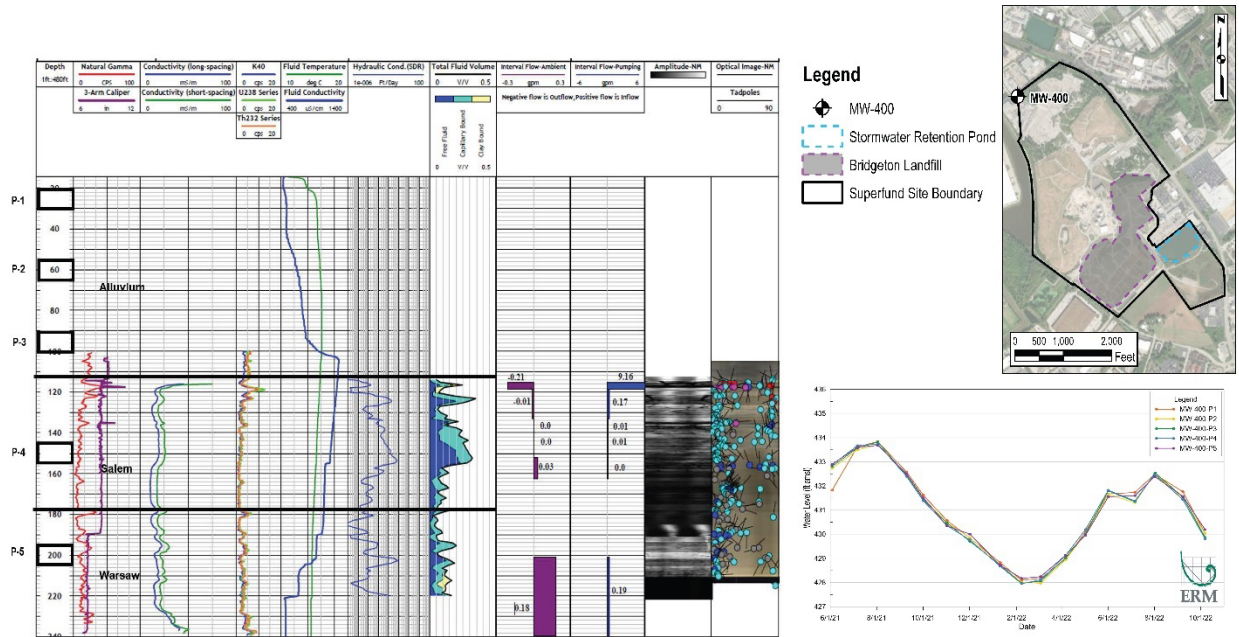 Depth
1ft:480ft
Natural Gamma
0 CPS 100
3-Arm Caliper
6 in 12
Conductivity (long-spacing)
0 mS/m 100
Conductivity (short-spacing)
0 mS/m 100
K40
0 cps 20
U238 Series
0 cps 20
Th232 Series
0 cps 20
Fluid Temperature
10 deg C 20
Fluid Conductivity
400 uS/cm 1400
Hydraulic Cond.(SDR)
1e-006 Ft/Day 100
Total Fluid Volume
0 V/V 0.5
Free Fluid
Capillary Bound
Clay Bound
0 V/V 0.5
Interval Flow-Ambient
-0.3 gpm 0.3
Interval Flow-Pumping
-6 gpm 6
Negative flow is Outflow,Positive flow is Inflow
Amplitude-NM
Optical Image-NM
Tadpoles
0 90
P-1
P-2
P-3
P-4
P-5
40
60
80
120
140
160
180
200
220
Alluvium
Salem
Warsaw
-0.21
-0.01
0.0
0.0
0.03
0.18
9.16
0.17
0.01
0.01
0.0
0.19
Legend
MW-400
Stormwater Retention Pond
Bridgeton Landfill
Superfund Site Boundary
N
MW-400
0 500 1,000 2,000
Feet
Water Level (ft amsl)
435
434
433
431
430
427
Legend
MW-400-P1
MW-400-P2
MW-400-P3
MW-400-P4
MW-400-P5
6/1/21
8/1/21
10/1/21
12/1/21
2/1/22
4/1/22
6/1/22
10/1/22
Date
ERM